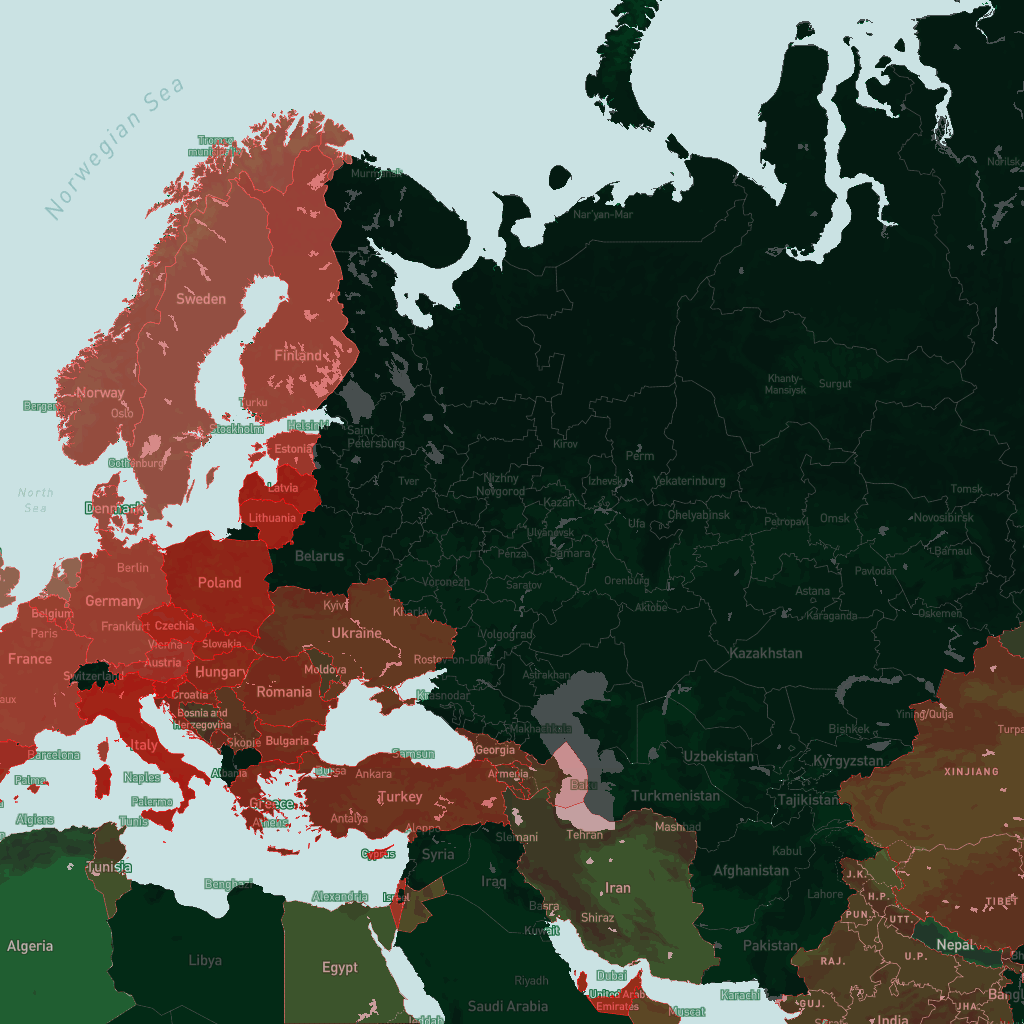 Norwegian Sea
Tromsø
Murmansk
Norilsk
Nar'yan-Mar
Sweden
Finland
Norway
Oslo
Bergen
Turku
Stockholm
Helsinki
Saint
Petersburg
Khanty-
Mansiysk
Surgut
Gothenburg
Estonia
Kirov
Perm
North
Sea
Denmark
Latvia
Lithuania
Tver
Nizhny
Novgorod
Kazan
Izhevsk
Yekaterinburg
Tomsk
Berlin
Poland
Belarus
Ulyanovsk
Penza
Samara
Ufa
Chelyabinsk
Petropavl
Omsk
Novosibirsk
Barnaul
Germany
Belgium
Paris
Frankfurt
Czechia
Kyiv
Kharkiv
Voronezh
Saratov
Orenburg
Aktobe
Astana
Pavlodar
Karaganda
Oskemen
France
Vienna
Slovakia
Austria
Ukraine
Volgograd
Kazakhstan
Switzerland
Hungary
Moldova
Rostov-on-Don
Astrakhan
Romania
Croatia
Krasnodar
Bosnia and
Herzegovina
Makhachkala
Bishkek
Yining/Qulja
Italy
Skopje
Bulgaria
Barcelona
Georgia
Samsun
Uzbekistan
Kyrgyzstan
XINJIANG
Palma
Naples
Albania
Bursa
Ankara
Armenia
Baku
Turkmenistan
Tajikistan
Palermo
Greece
Athens
Turkey
Antalya
Algiers
Tunis
Aleppo
Slemani
Tehran
Mashhad
Cyprus
Syria
Kabul
Tunisia
Iraq
Iran
Afghanistan
J.K.
H.P.
Lahore
Benghazi
Alexandria
Israel
Basra
Shiraz
PUN.
UTT.
TIBET
Algeria
Libya
Egypt
Kuwait
Pakistan
Nepal
RAJ.
U.P.
Riyadh
Dubai
United Arab
Emirates
Saudi Arabia
Muscat
Karachi
GUJ.
JHA.
India
Jeddah